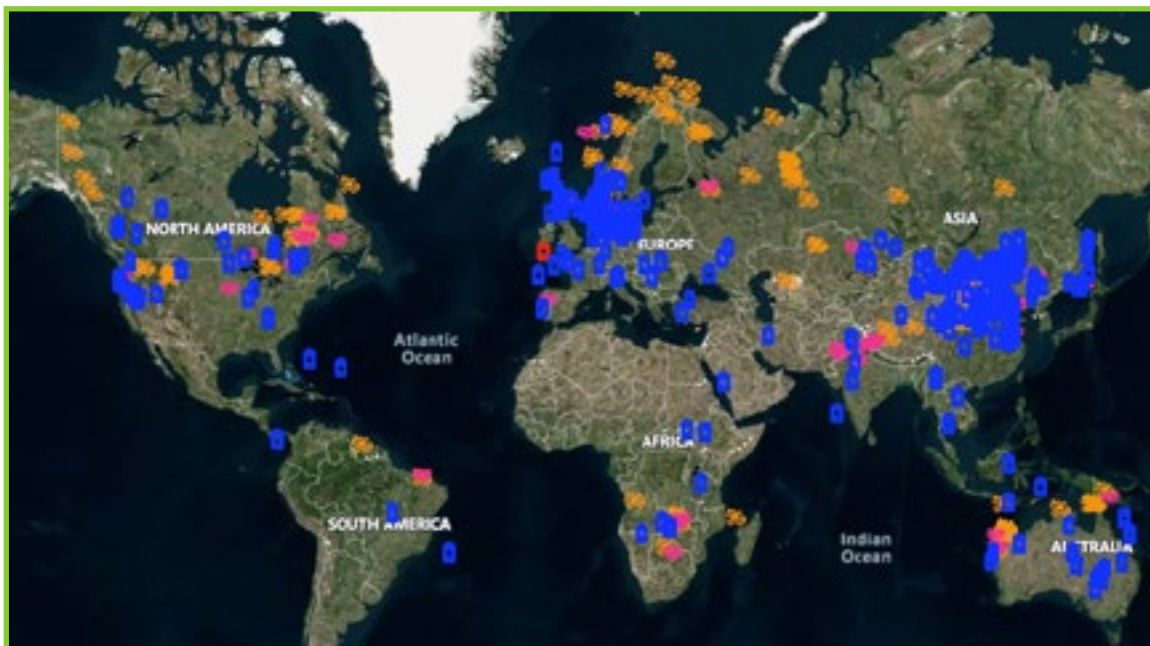 NORTH AMERICA
ASIA
EUROPE
Atlantic
Ocean
AFRICA
SOUTH AMERICA
Indian
Ocean
AUSTRALIA